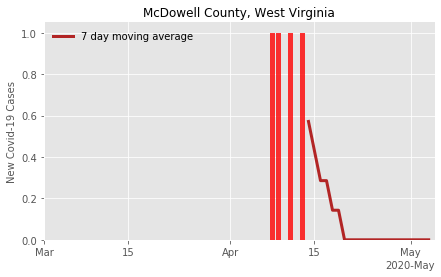 McDowell County, West Virginia
7 day moving average
New Covid-19 Cases
1.0
0.8
0.6
0.4
0.2
0.0
Mar 15 Apr 15 May
2020-May